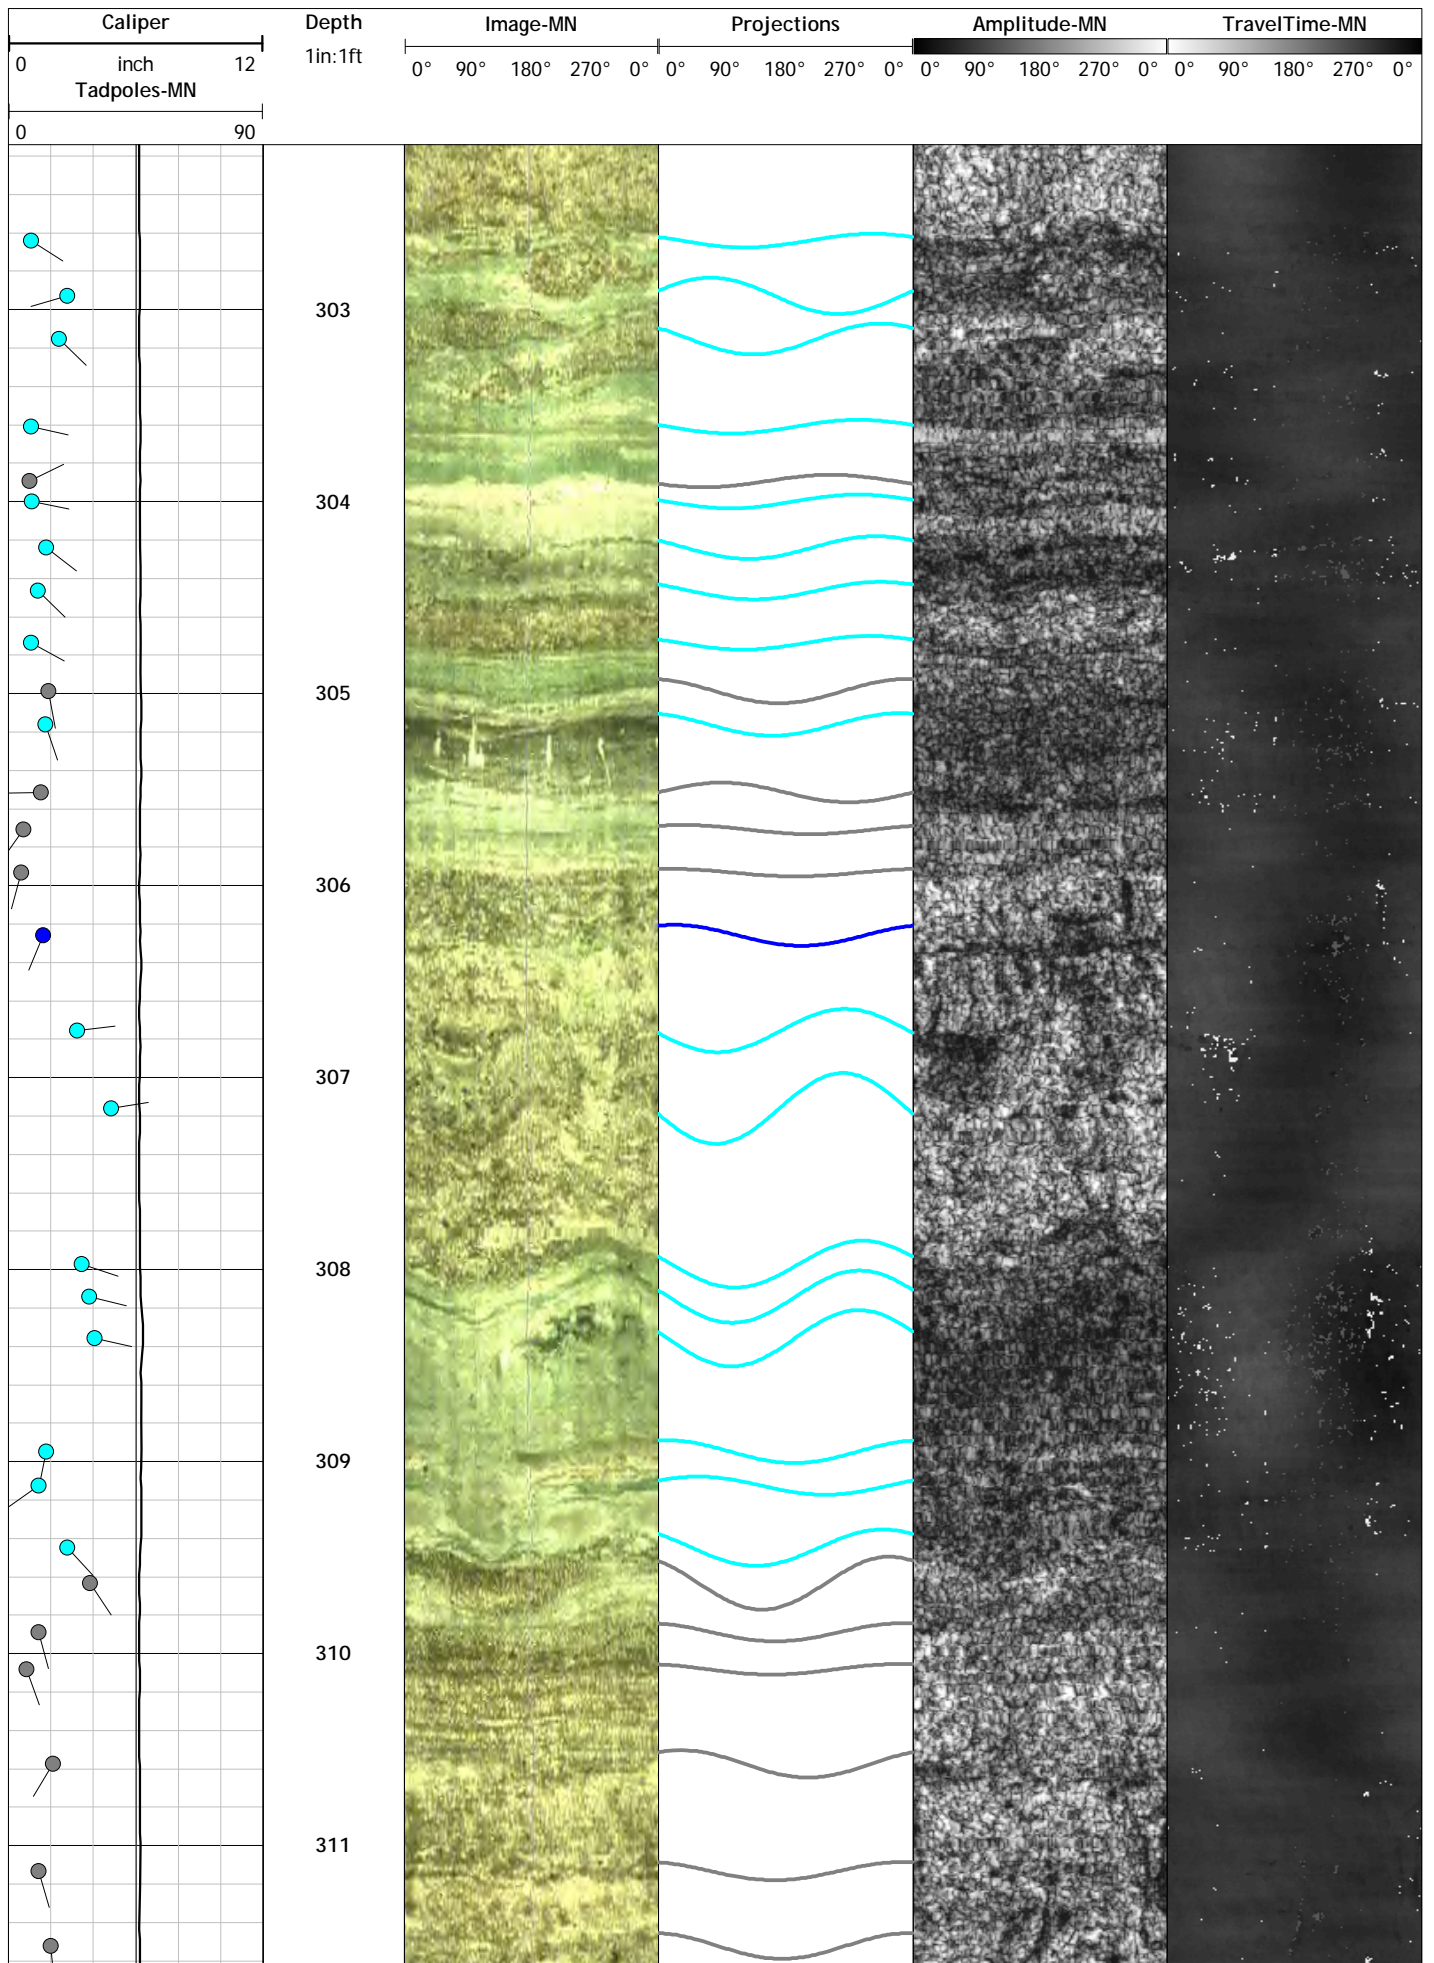 Caliper
0 inch 12
Tadpoles-MN
0 90
Depth
1in:1ft
Image-MN
0° 90° 180° 270° 0°
Projections
0° 90° 180° 270° 0°
Amplitude-MN
0° 90° 180° 270° 0°
TravelTime-MN
0° 90° 180° 270° 0°
303
304
305
306
307
308
309
310
311